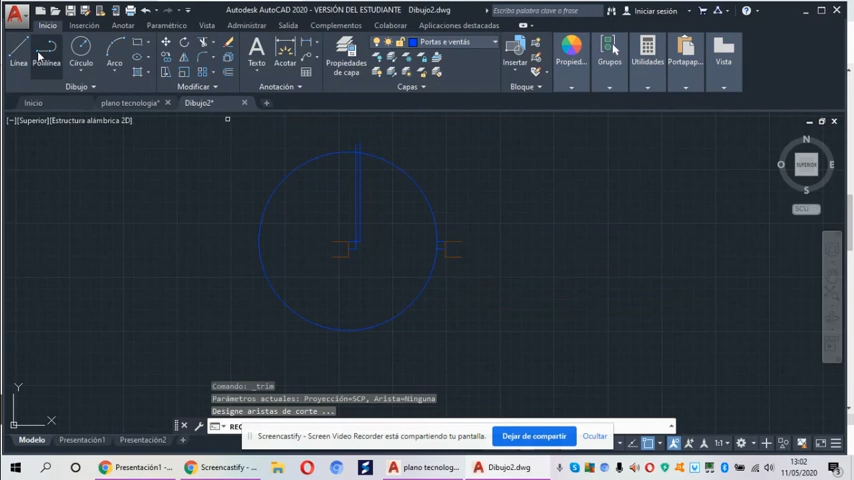 Autodesk AutoCAD - VERSIÓN DEL ESTUDIANTE Dibujo2.dwg
Escriba palabra clave o frase
Iniciar sesión
Inicio Inserción Anotar Paramétrico Vista Administrar Salida Complementos Colaborar Aplicaciones destacadas
Línea Polilínea Círculo Arco
Texto Acotar
Propiedades de capa
Portas e ventás
Insertar
Propied... Grupos Utilidades Portapap... Vista
Dibujo Modificar Anotación Capas Bloque
Inicio plano tecnologia* Dibujo2*
[−][Superior][Estructura alámbrica 2D]
N
O SUPERIOR E
S
SCU
Y
X
Comando: _trim
Parámetros actuales: Proyección=SCP, Arista=Ninguna
Designe aristas de corte ...
REC
Screencastify - Screen Video Recorder está compartiendo tu pantalla. Dejar de compartir Ocultar
Modelo Presentación1 Presentación2
1:1
Presentación1 -... Screencastify -... plano tecnolog... Dibujo2.dwg
13:02
11/05/2020
3